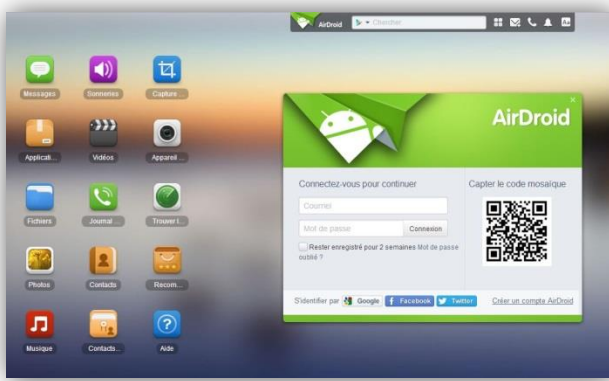 AirDroid
Chercher...
Messages
Sonneries
Capture ...
Applicati...
Vidéos
Appareil ...
Fichiers
Journal ...
Trouver t...
Photos
Contacts
Recom...
Musique
Contacts...
Aide
AirDroid
Connectez-vous pour continuer
Courriel
Mot de passe
Connexion
Rester enregistré pour 2 semaines Mot de passe
oublié ?
Capter le code mosaïque
S'identifier par Google Facebook Twitter
Créer un compte AirDroid